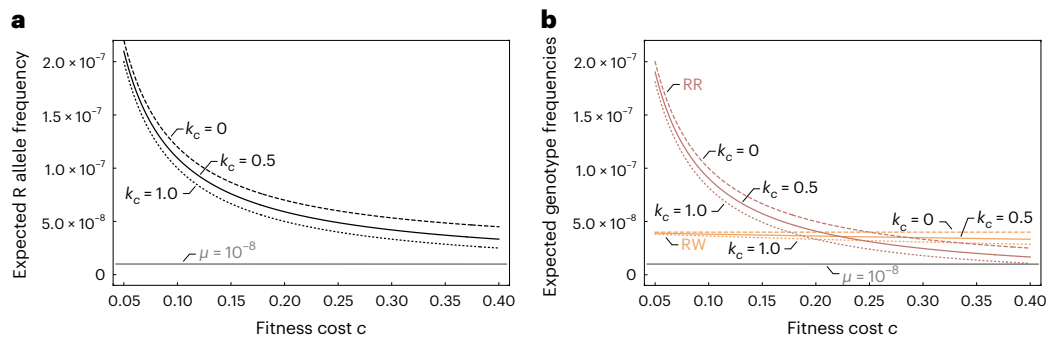 a
Expected R allele frequency
2.0 × 10⁻⁷
1.5 × 10⁻⁷
1.0 × 10⁻⁷
5.0 × 10⁻⁸
0
k_c = 0
k_c = 0.5
k_c = 1.0
μ = 10⁻⁸
0.05 0.10 0.15 0.20 0.25 0.30 0.35 0.40
Fitness cost c
b
Expected genotype frequencies
2.0 × 10⁻⁷
1.5 × 10⁻⁷
1.0 × 10⁻⁷
5.0 × 10⁻⁸
0
RR
k_c = 0
k_c = 0.5
k_c = 1.0
k_c = 0
k_c = 0.5
RW
k_c = 1.0
μ = 10⁻⁸
0.05 0.10 0.15 0.20 0.25 0.30 0.35 0.40
Fitness cost c